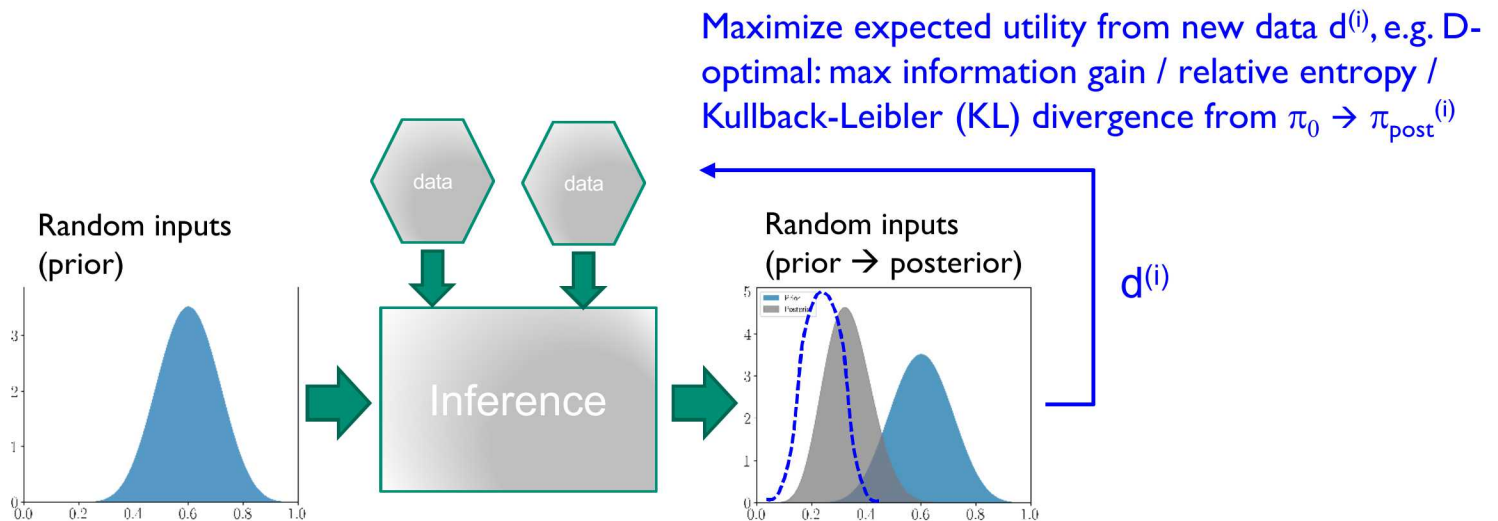 Maximize expected utility from new data d⁽ⁱ⁾, e.g. D-
optimal: max information gain / relative entropy /
Kullback-Leibler (KL) divergence from π₀ → π_post⁽ⁱ⁾
data
data
Random inputs
(prior)
Random inputs
(prior → posterior)
d⁽ⁱ⁾
3
2
1
0
0.0 0.2 0.4 0.6 0.8 1.0
Inference
5
4
3
2
1
0
Prior
Posterior
0.0 0.2 0.4 0.6 0.8 1.0